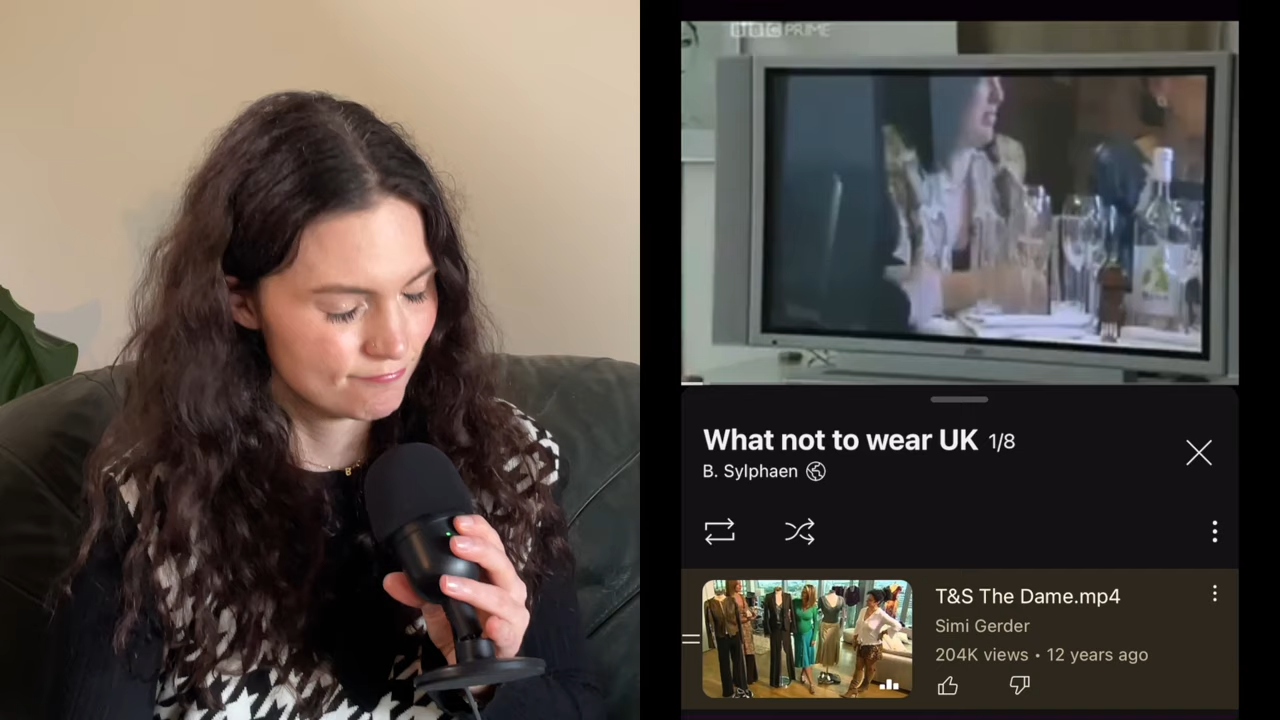 BBC PRIME
What not to wear UK 1/8
B. Sylphaen
T&S The Dame.mp4
Simi Gerder
204K views • 12 years ago